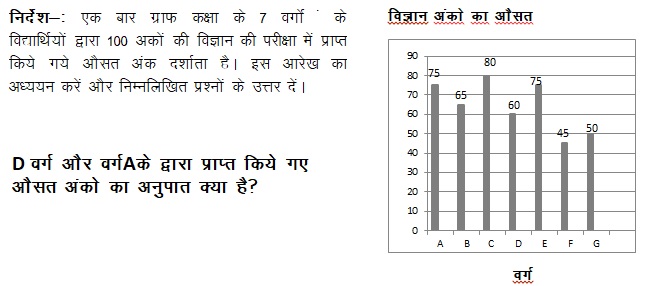 निर्देश–: एक बार ग्राफ कक्षा के 7 वर्गो के
विद्यार्थियों द्वारा 100 अकों की विज्ञान की परीक्षा में प्राप्त
किये गये औसत अंक दर्शाता है। इस आरेख का
अध्ययन करें और निम्नलिखित प्रश्नों के उत्तर दें।
D वर्ग और वर्गAके द्वारा प्राप्त किये गए
औसत अंको का अनुपात क्या है?
विज्ञान अंको का औसत
90
80
70
60
50
40
30
20
10
0
75
65
80
60
75
45
50
A B C D E F G
वर्ग